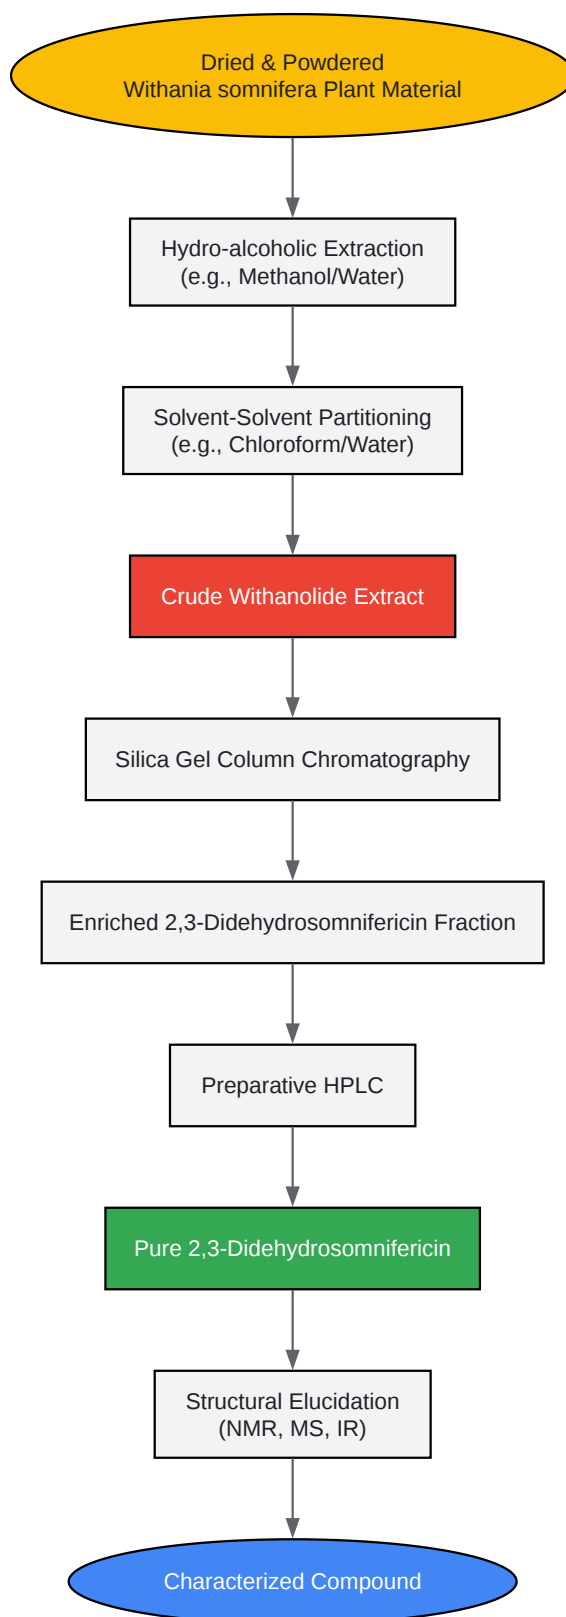 Dried & Powdered
Withania somnifera Plant Material
Hydro-alcoholic Extraction
(e.g., Methanol/Water)
Solvent-Solvent Partitioning
(e.g., Chloroform/Water)
Crude Withanolide Extract
Silica Gel Column Chromatography
Enriched 2,3-Didehydrosomnifericin Fraction
Preparative HPLC
Pure 2,3-Didehydrosomnifericin
Structural Elucidation
(NMR, MS, IR)
Characterized Compound